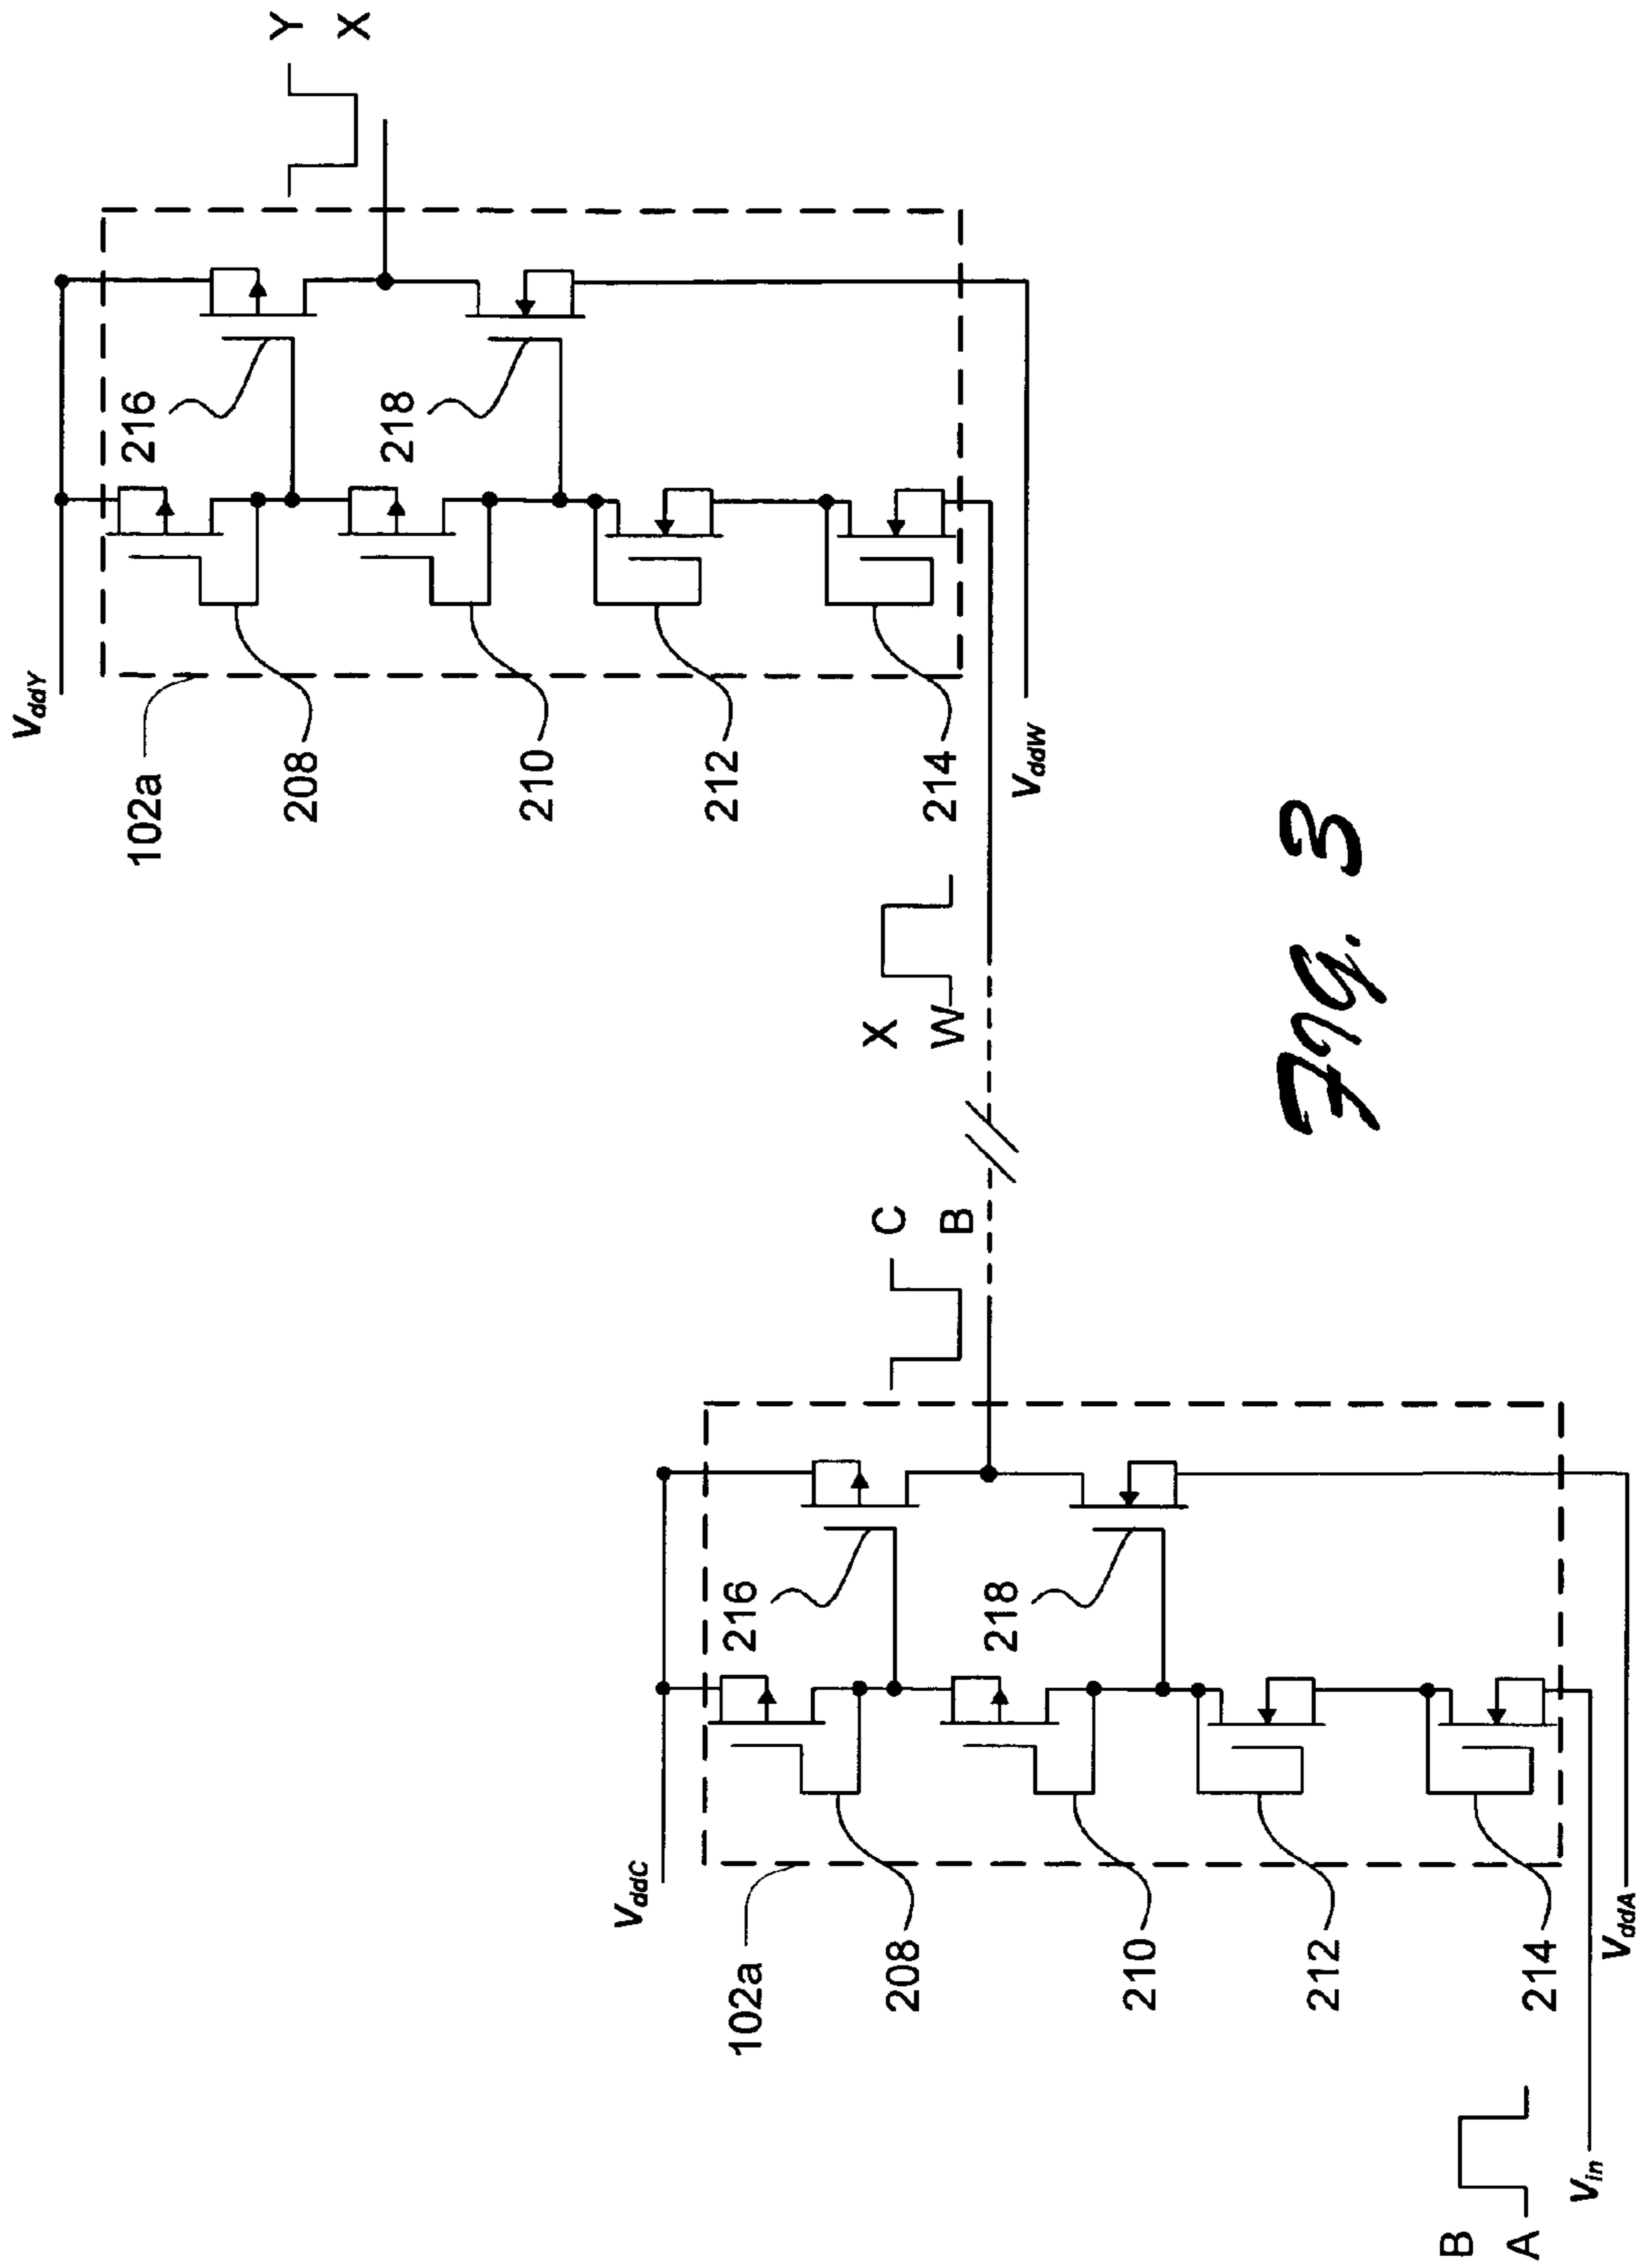 V_ddY
Y
X
102a
208
210
212
214
216
218
V_ddW
X
W
V_ddC
C
B
102a
208
210
212
214
216
218
V_ddA
B
A
V_in
FIG. 3